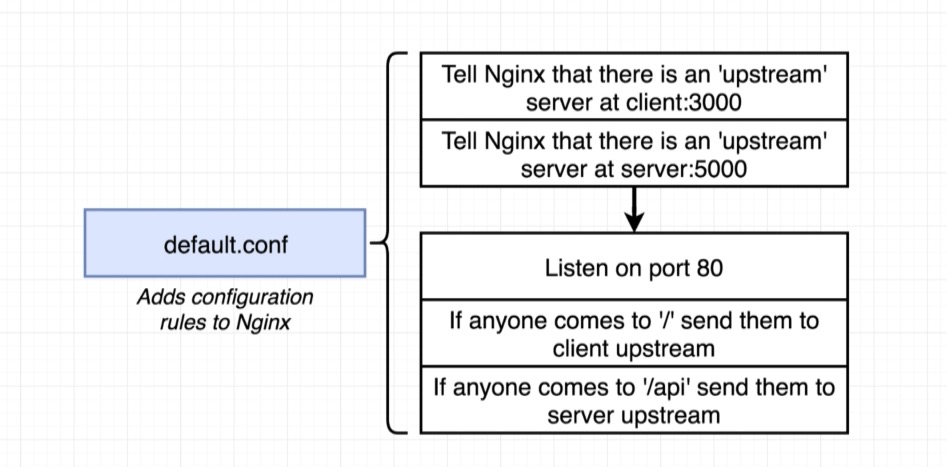 Tell Nginx that there is an 'upstream'
server at client:3000
Tell Nginx that there is an 'upstream'
server at server:5000
default.conf
Adds configuration
rules to Nginx
Listen on port 80
If anyone comes to '/' send them to
client upstream
If anyone comes to '/api' send them to
server upstream